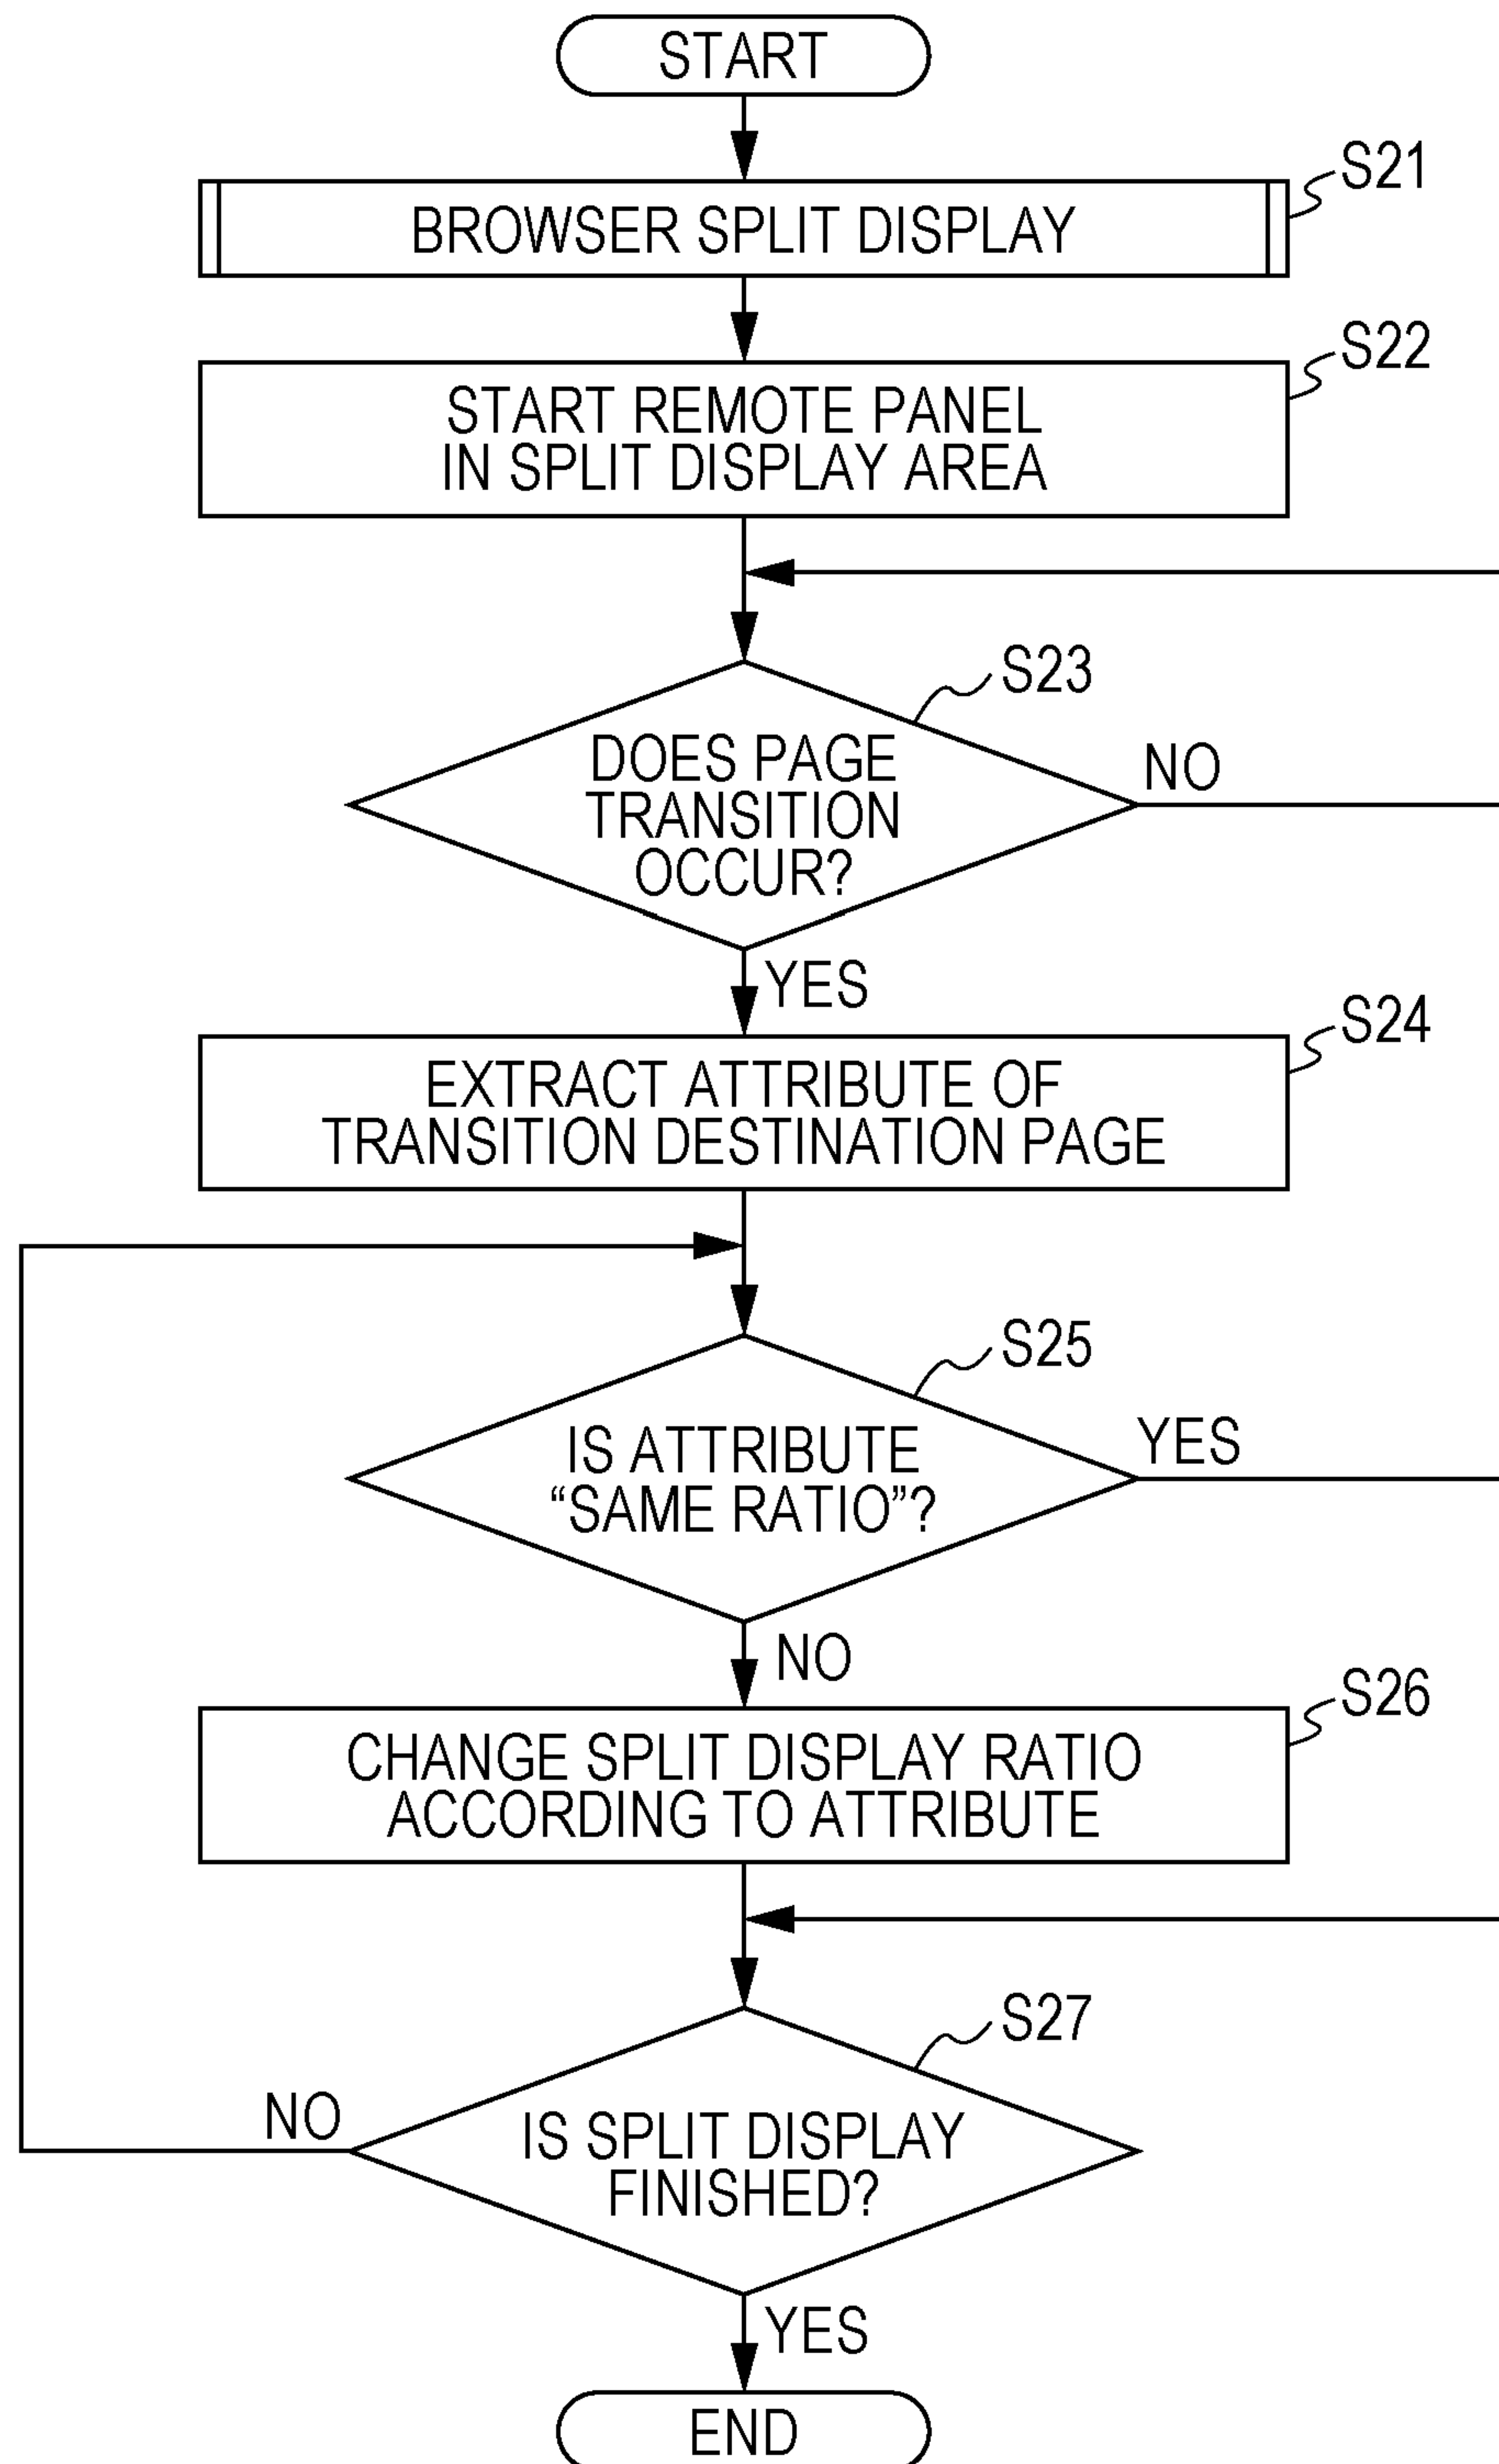 START
S21
BROWSER SPLIT DISPLAY
S22
START REMOTE PANEL
IN SPLIT DISPLAY AREA
S23
DOES PAGE
TRANSITION
OCCUR?
NO
YES
S24
EXTRACT ATTRIBUTE OF
TRANSITION DESTINATION PAGE
S25
IS ATTRIBUTE
“SAME RATIO”?
YES
NO
S26
CHANGE SPLIT DISPLAY RATIO
ACCORDING TO ATTRIBUTE
S27
NO
IS SPLIT DISPLAY
FINISHED?
YES
END